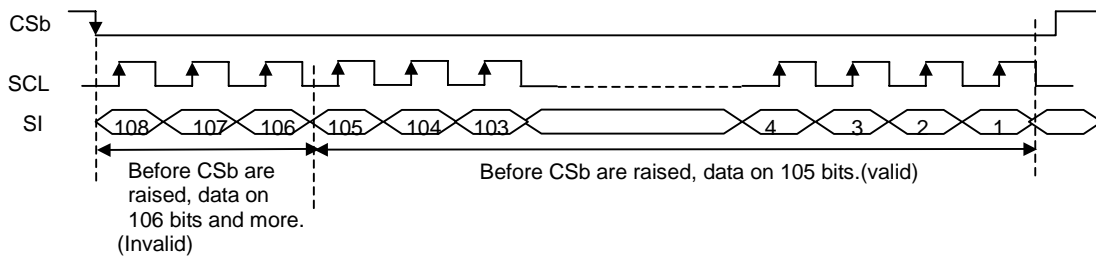 CSb
SCL
SI
108 107 106 105 104 103 4 3 2 1
Before CSb are
raised, data on
106 bits and more.
(Invalid)
Before CSb are raised, data on 105 bits.(valid)